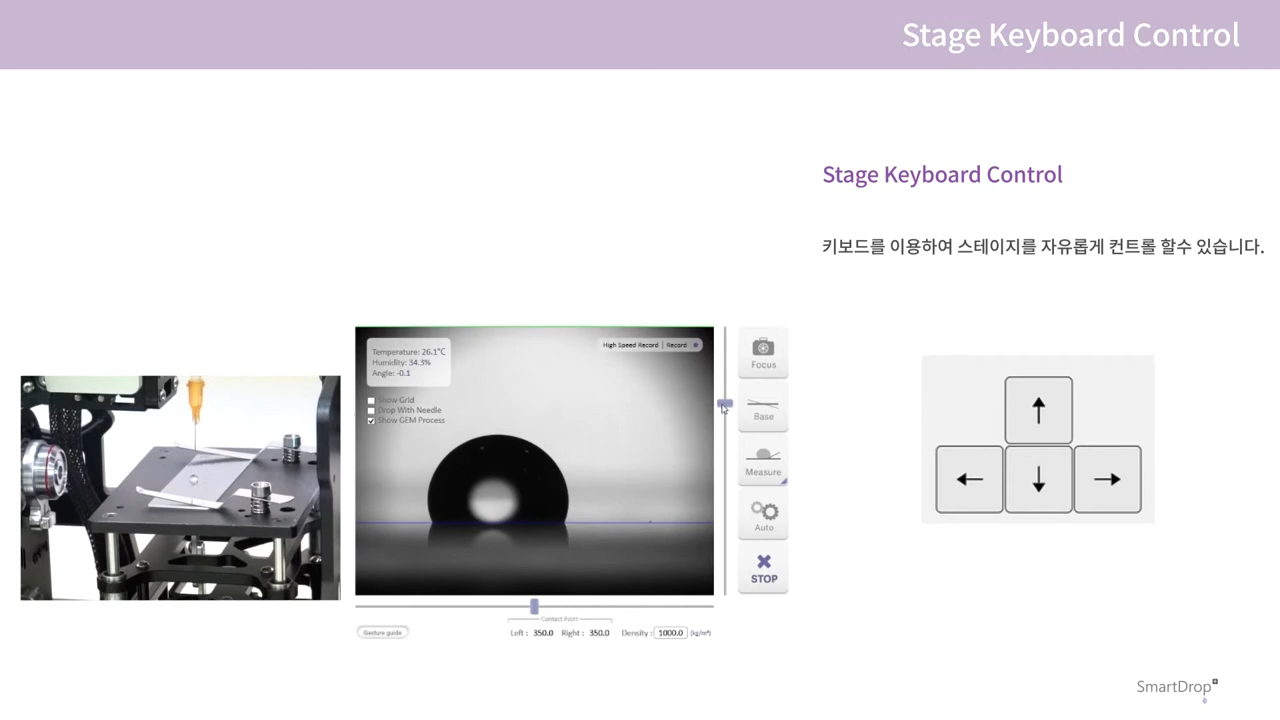 Stage Keyboard Control
Stage Keyboard Control
키보드를 이용하여 스테이지를 자유롭게 컨트롤 할수 있습니다.
Temperature: 26.1℃
Humidity: 34.3%
Angle: -0.1
Show Grid
Drop With Needle
Show GEM Process
High Speed Record | Record
Focus
Base
Measure
Auto
STOP
Contact Point
Gesture guide
Left : 350.0 Right : 350.0 Density : 1000.0 (kg/m³)
SmartDrop